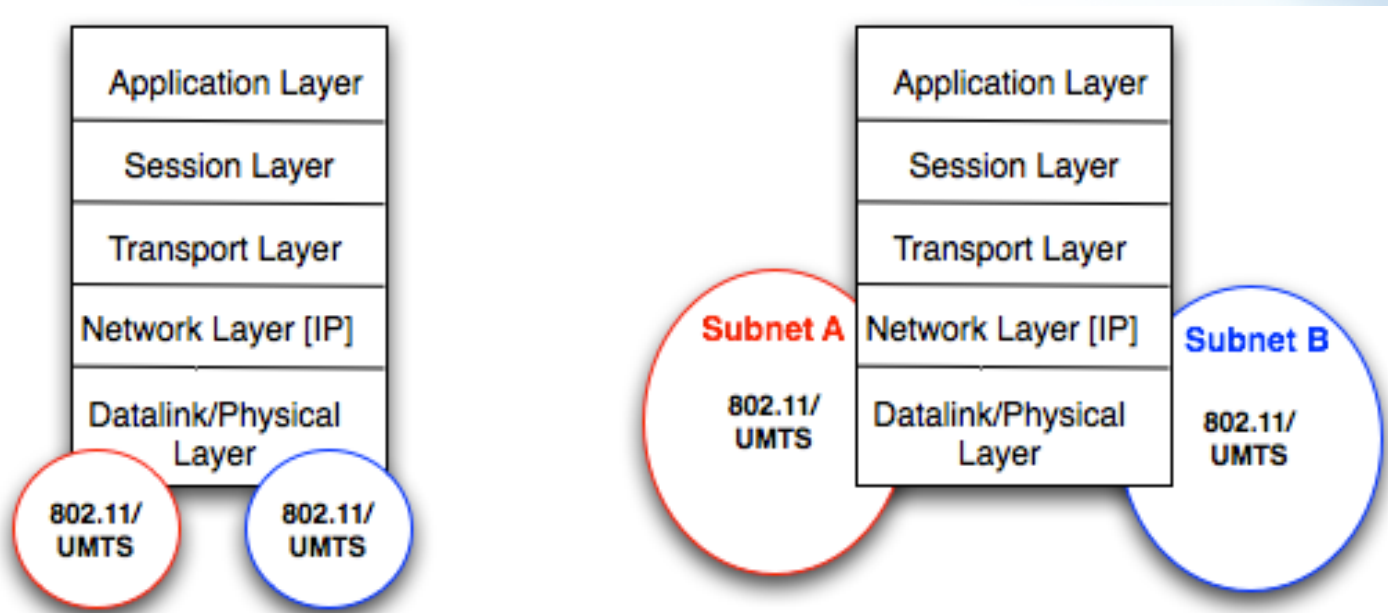 Application Layer
Session Layer
Transport Layer
Network Layer [IP]
Datalink/Physical
Layer
802.11/
UMTS
802.11/
UMTS
Application Layer
Session Layer
Transport Layer
Subnet A
Network Layer [IP]
Subnet B
802.11/
UMTS
Datalink/Physical
Layer
802.11/
UMTS